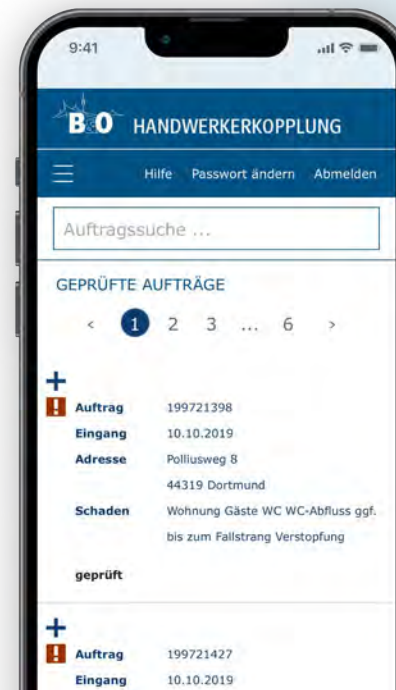 9:41
B&O HANDWERKERKOPPLUNG
Hilfe Passwort ändern Abmelden
Auftragssuche ...
GEPRÜFTE AUFTRÄGE
< 1 2 3 ... 6 >
+
! Auftrag 199721398
Eingang 10.10.2019
Adresse Polliusweg 8
44319 Dortmund
Schaden Wohnung Gäste WC WC-Abfluss ggf.
bis zum Fallstrang Verstopfung
geprüft
+
! Auftrag 199721427
Eingang 10.10.2019